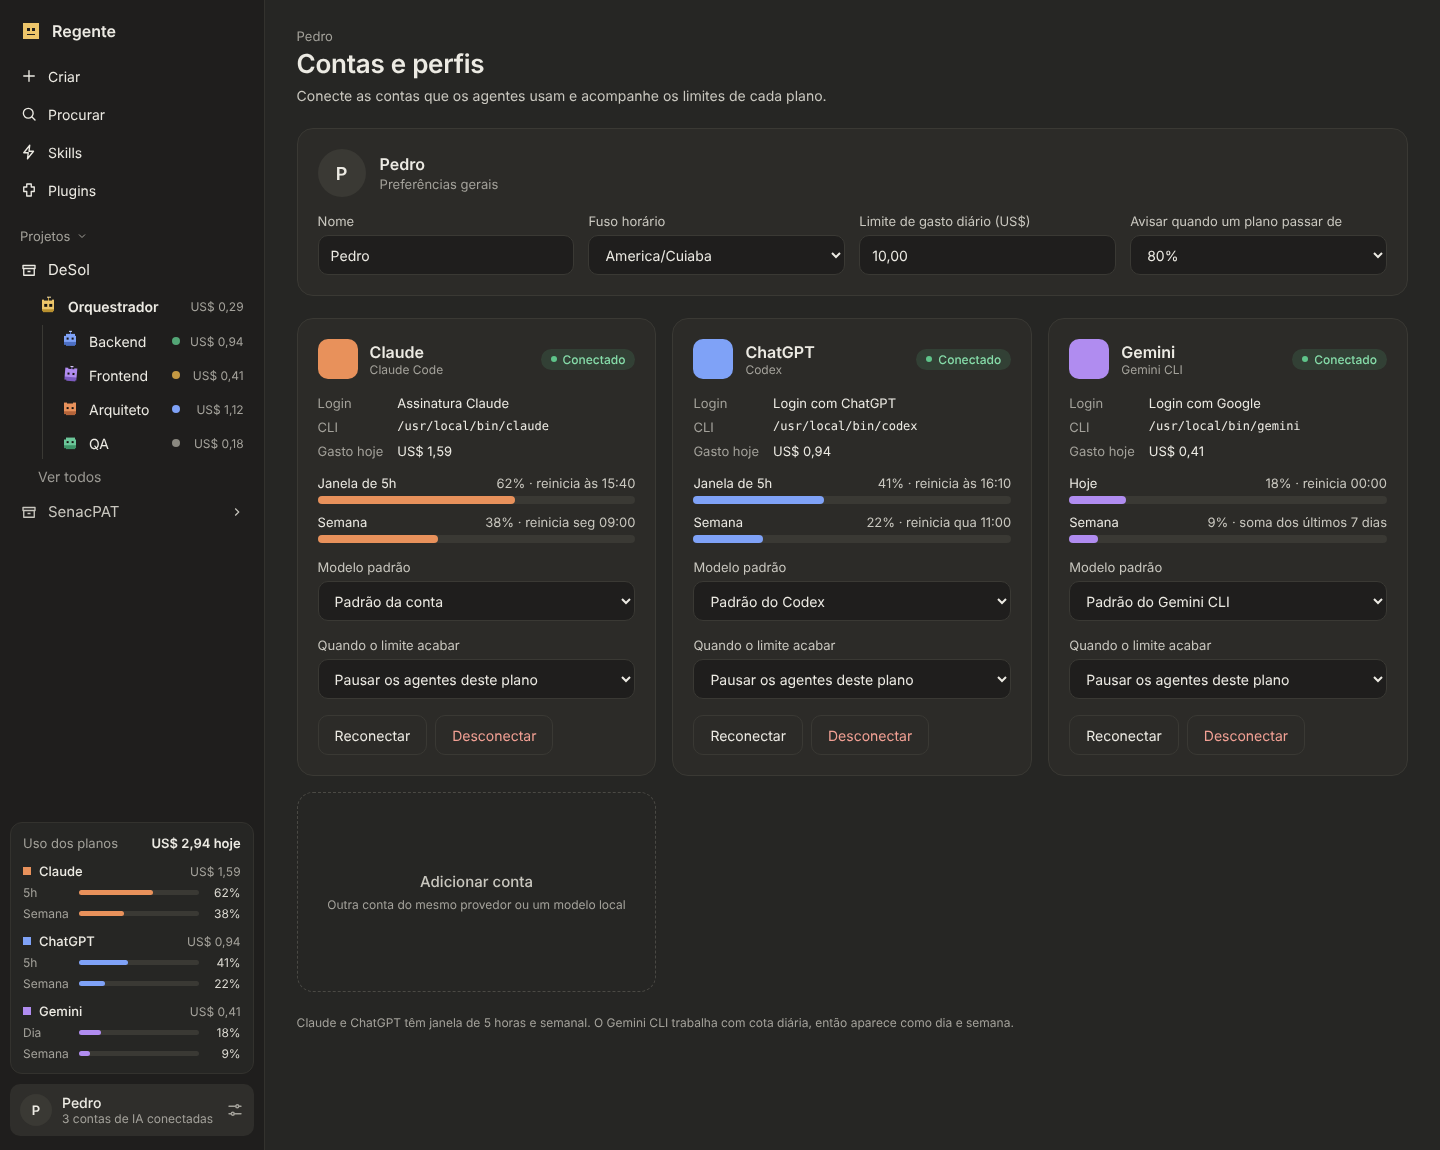 Regente
Criar
Procurar
Skills
Plugins
Projetos
DeSol
Orquestrador US$ 0,29
Backend US$ 0,94
Frontend US$ 0,41
Arquiteto US$ 1,12
QA US$ 0,18
Ver todos
SenacPAT
Uso dos planos US$ 2,94 hoje
Claude US$ 1,59
5h 62%
Semana 38%
ChatGPT US$ 0,94
5h 41%
Semana 22%
Gemini US$ 0,41
Dia 18%
Semana 9%
P
Pedro
3 contas de IA conectadas
Pedro
Contas e perfis
Conecte as contas que os agentes usam e acompanhe os limites de cada plano.
P
Pedro
Preferências gerais
Nome
Pedro
Fuso horário
America/Cuiaba
Limite de gasto diário (US$)
10,00
Avisar quando um plano passar de
80%
Claude
Claude Code
Conectado
Login Assinatura Claude
CLI /usr/local/bin/claude
Gasto hoje US$ 1,59
Janela de 5h 62% · reinicia às 15:40
Semana 38% · reinicia seg 09:00
Modelo padrão
Padrão da conta
Quando o limite acabar
Pausar os agentes deste plano
Reconectar Desconectar
ChatGPT
Codex
Conectado
Login Login com ChatGPT
CLI /usr/local/bin/codex
Gasto hoje US$ 0,94
Janela de 5h 41% · reinicia às 16:10
Semana 22% · reinicia qua 11:00
Modelo padrão
Padrão do Codex
Quando o limite acabar
Pausar os agentes deste plano
Reconectar Desconectar
Gemini
Gemini CLI
Conectado
Login Login com Google
CLI /usr/local/bin/gemini
Gasto hoje US$ 0,41
Hoje 18% · reinicia 00:00
Semana 9% · soma dos últimos 7 dias
Modelo padrão
Padrão do Gemini CLI
Quando o limite acabar
Pausar os agentes deste plano
Reconectar Desconectar
Adicionar conta
Outra conta do mesmo provedor ou um modelo local
Claude e ChatGPT têm janela de 5 horas e semanal. O Gemini CLI trabalha com cota diária, então aparece como dia e semana.